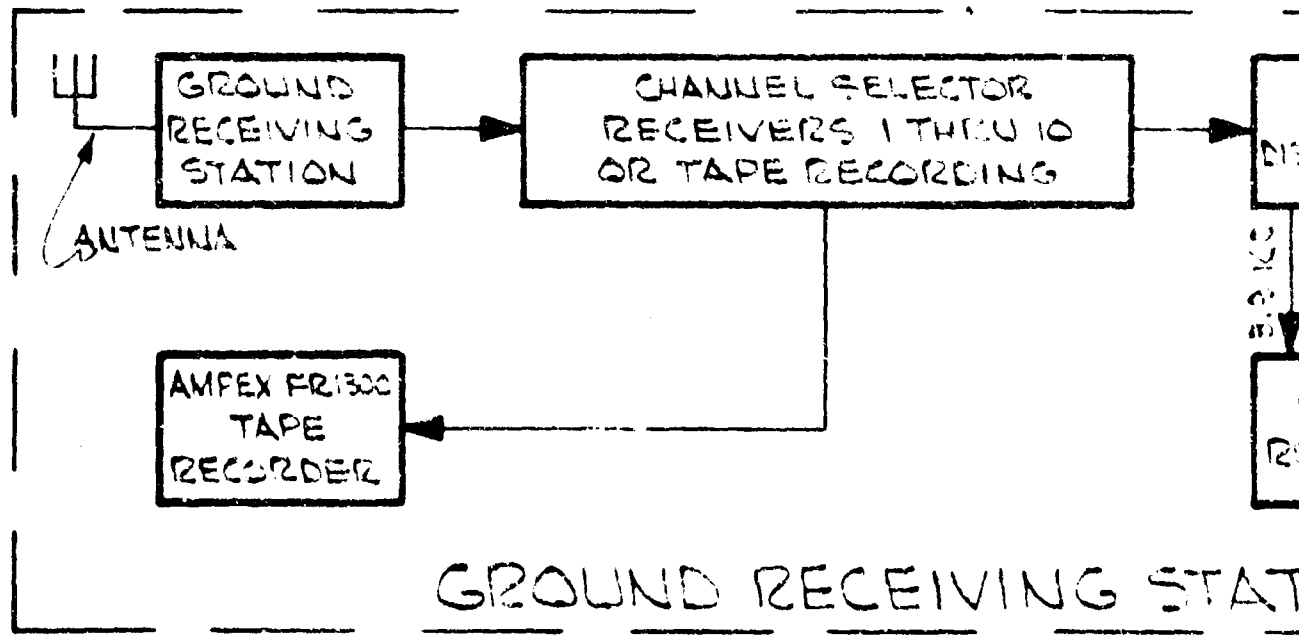 GROUND
RECEIVING
STATION
CHANNEL SELECTOR
RECEIVERS 1 THRU 10
OR TAPE RECORDING
ANTENNA
AMPEX FR1300
TAPE
RECORDER
GROUND RECEIVING STAT